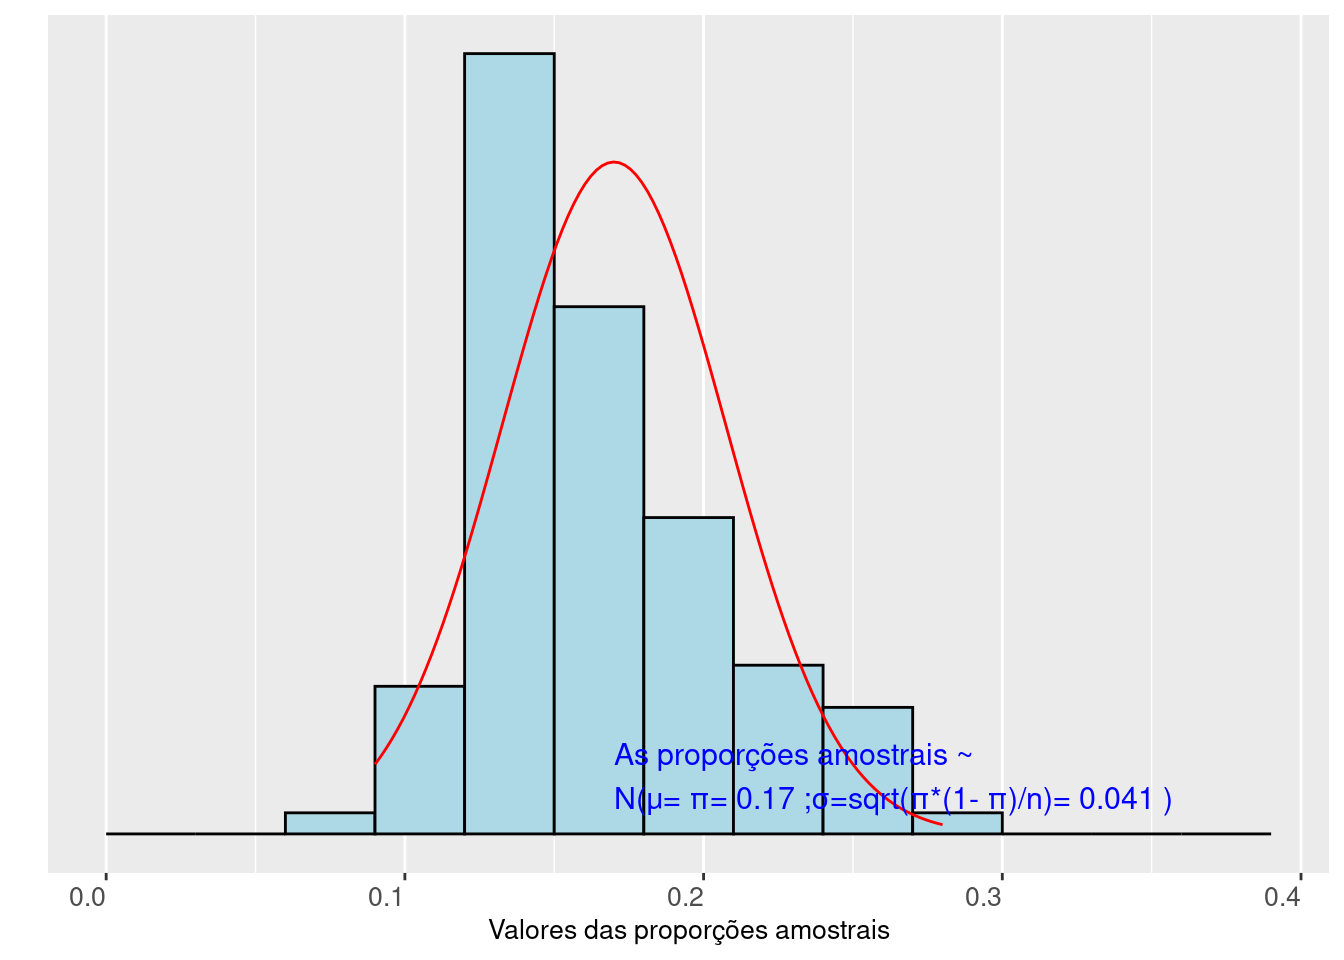 As proporções amostrais ~
N(μ= π= 0.17 ;σ=sqrt(π*(1- π)/n)= 0.041 )
0.0 0.1 0.2 0.3 0.4
Valores das proporções amostrais